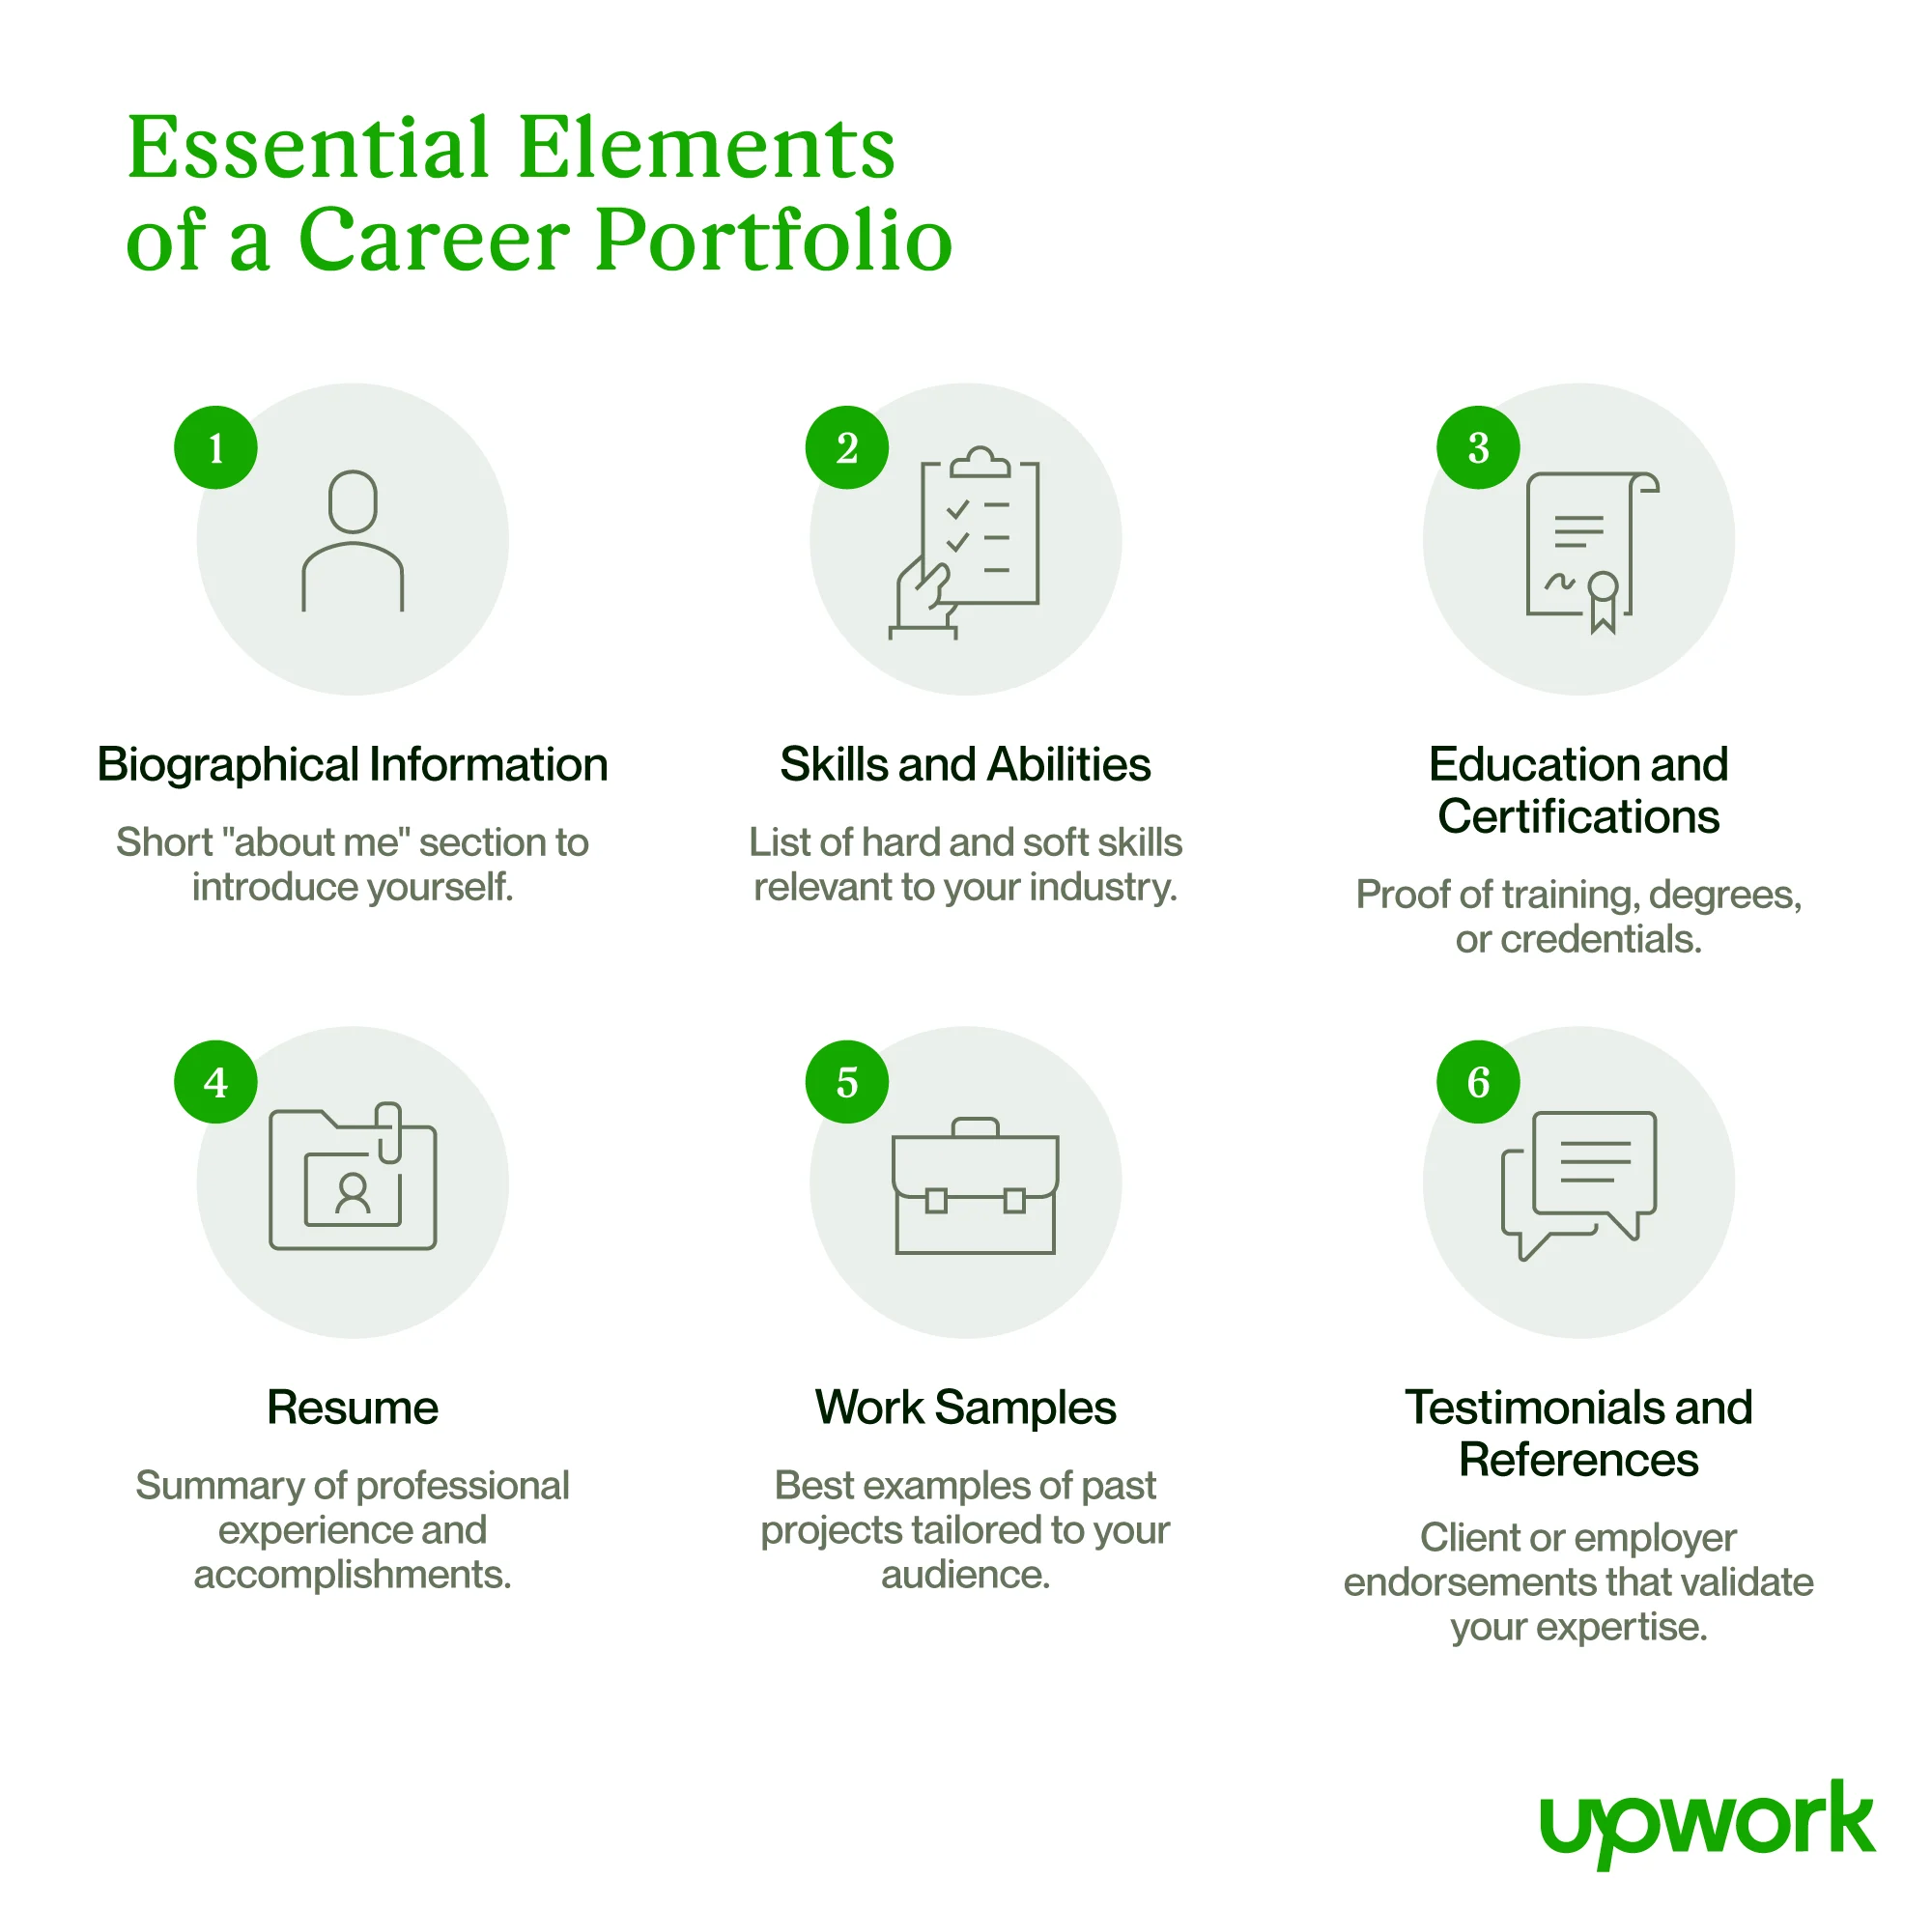 Essential Elements
of a Career Portfolio
1
Biographical Information
Short "about me" section to
introduce yourself.
2
Skills and Abilities
List of hard and soft skills
relevant to your industry.
3
Education and
Certifications
Proof of training, degrees,
or credentials.
4
Resume
Summary of professional
experience and
accomplishments.
5
Work Samples
Best examples of past
projects tailored to your
audience.
6
Testimonials and
References
Client or employer
endorsements that validate
your expertise.
upwork